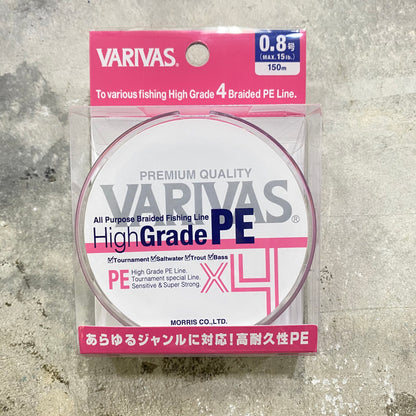 VARIVAS®
0.8号
(MAX.15lb.)
150m
To various fishing High Grade 4 Braided PE Line.
PREMIUM QUALITY
VARIVAS®
All Purpose Braided Fishing Line
HighGradePE
Tournament Saltwater Trout Bass
PE High Grade PE Line.
Tournament special Line.
Sensitive & Super Strong.
X4
MORRIS CO.,LTD.
あらゆるジャンルに対応!高耐久性PE